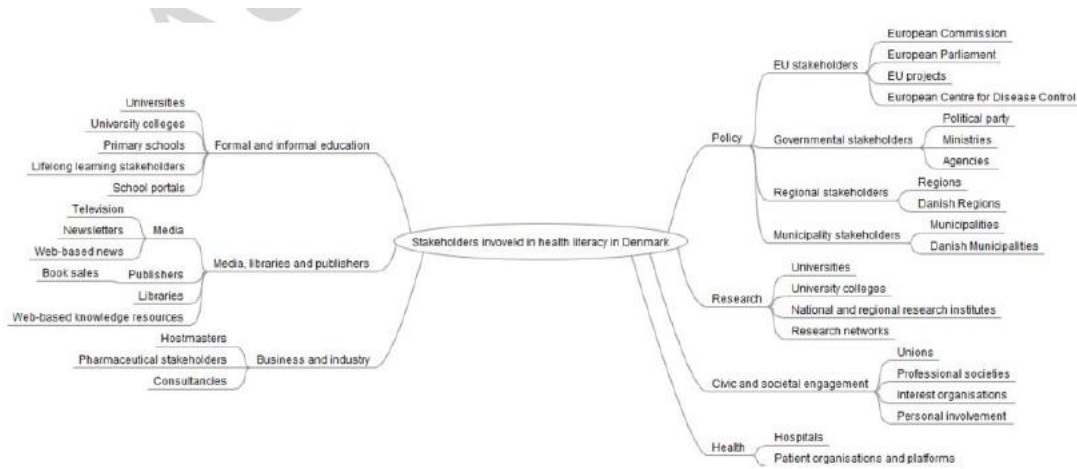 Stakeholders invoveld in health literacy in Denmark
Formal and informal education
Universities
University colleges
Primary schools
Lifelong learning stakeholders
School portals
Media, libraries and publishers
Media
Television
Newsletters
Web-based news
Publishers
Book sales
Libraries
Web-based knowledge resources
Business and industry
Hostmasters
Pharmaceutical stakeholders
Consultancies
Policy
EU stakeholders
European Commission
European Parliament
EU projects
European Centre for Disease Control
Governmental stakeholders
Political party
Ministries
Agencies
Regional stakeholders
Regions
Danish Regions
Municipality stakeholders
Municipalities
Danish Municipalities
Research
Universities
University colleges
National and regional research institutes
Research networks
Civic and societal engagement
Unions
Professional societies
Interest organisations
Personal involvement
Health
Hospitals
Patient organisations and platforms